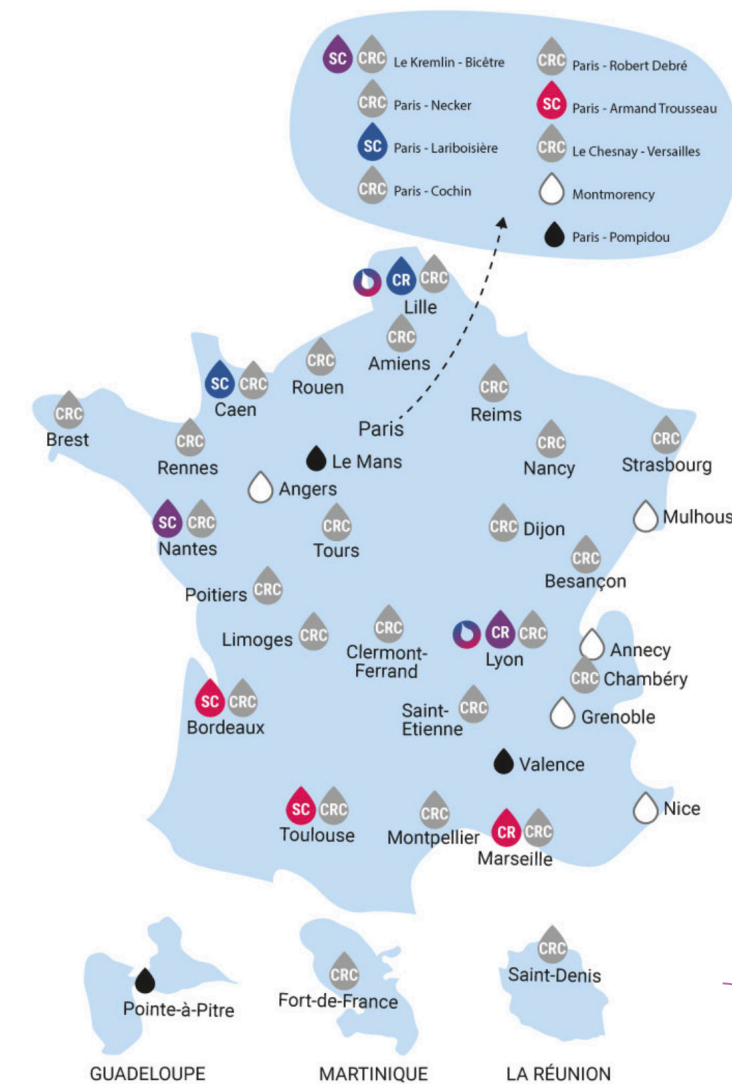 SC CRC Le Kremlin - Bicêtre
CRC Paris - Necker
SC Paris - Lariboisière
CRC Paris - Cochin
CRC Paris - Robert Debré
SC Paris - Armand Trousseau
CRC Le Chesnay - Versailles
Montmorency
Paris - Pompidou
CR CRC
Lille
CRC
Amiens
CRC
Rouen
SC CRC
Caen
CRC
Reims
CRC
Brest
Paris
CRC
Rennes
CRC
Nancy
CRC
Strasbourg
Le Mans
Angers
SC CRC
Nantes
CRC
Tours
CRC Dijon
Mulhous
CRC
Besançon
Poitiers CRC
Limoges CRC
CRC
Clermont-
Ferrand
CR CRC
Lyon
Annecy
CRC Chambéry
SC CRC
Bordeaux
Saint-
Etienne CRC
Grenoble
Valence
SC CRC
Toulouse
CRC
Montpellier
CR CRC
Marseille
Nice
Pointe-à-Pitre
CRC
Fort-de-France
CRC
Saint-Denis
GUADELOUPE
MARTINIQUE
LA RÉUNION